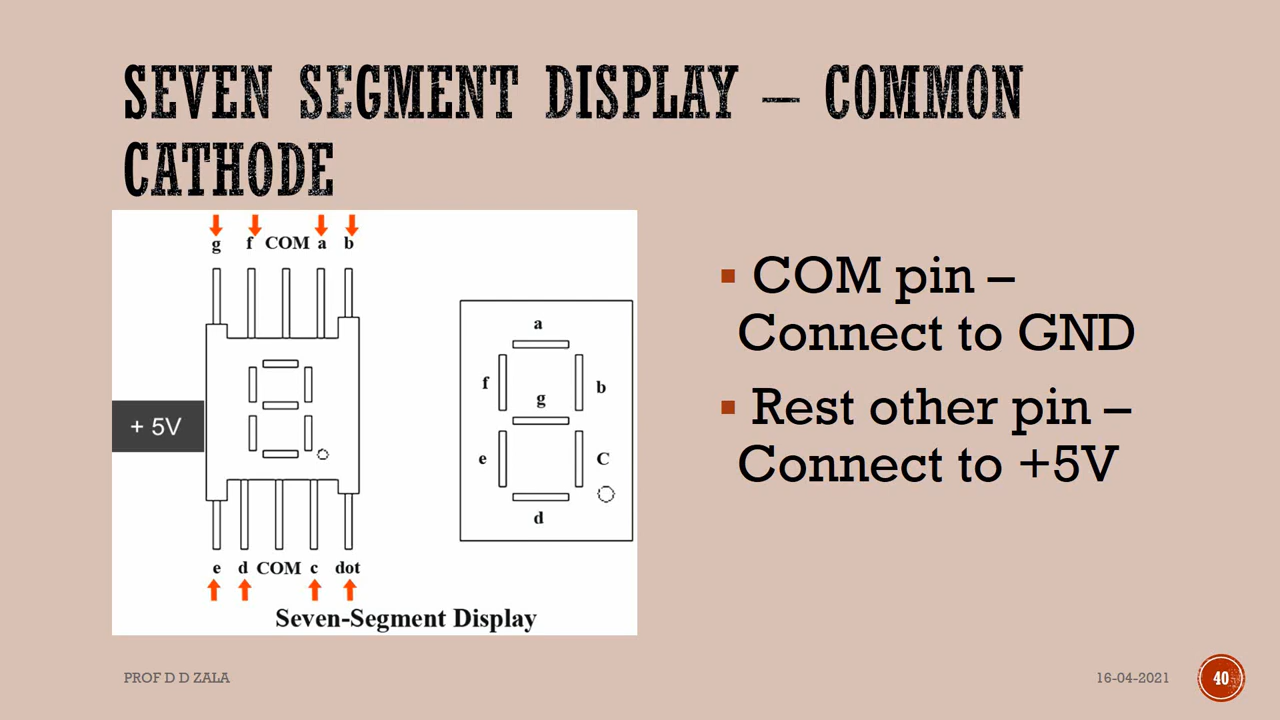 SEVEN SEGMENT DISPLAY – COMMON
CATHODE
g f COM a b
+ 5V
e d COM c dot
a
f b
g
e C
d
Seven-Segment Display
▪ COM pin –
Connect to GND
▪ Rest other pin –
Connect to +5V
PROF D D ZALA
16-04-2021
40